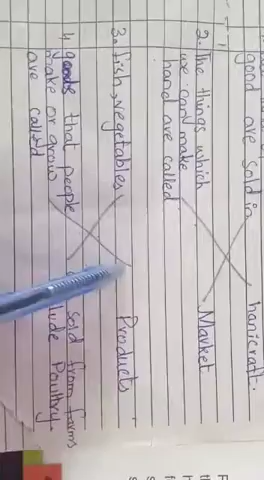 good are sold in hanicraft.
2. The things which Market
we can make
hand are called
3. fish, vegetables Products
4. goods that people sold from farms
make or grow lude Poultry
are called